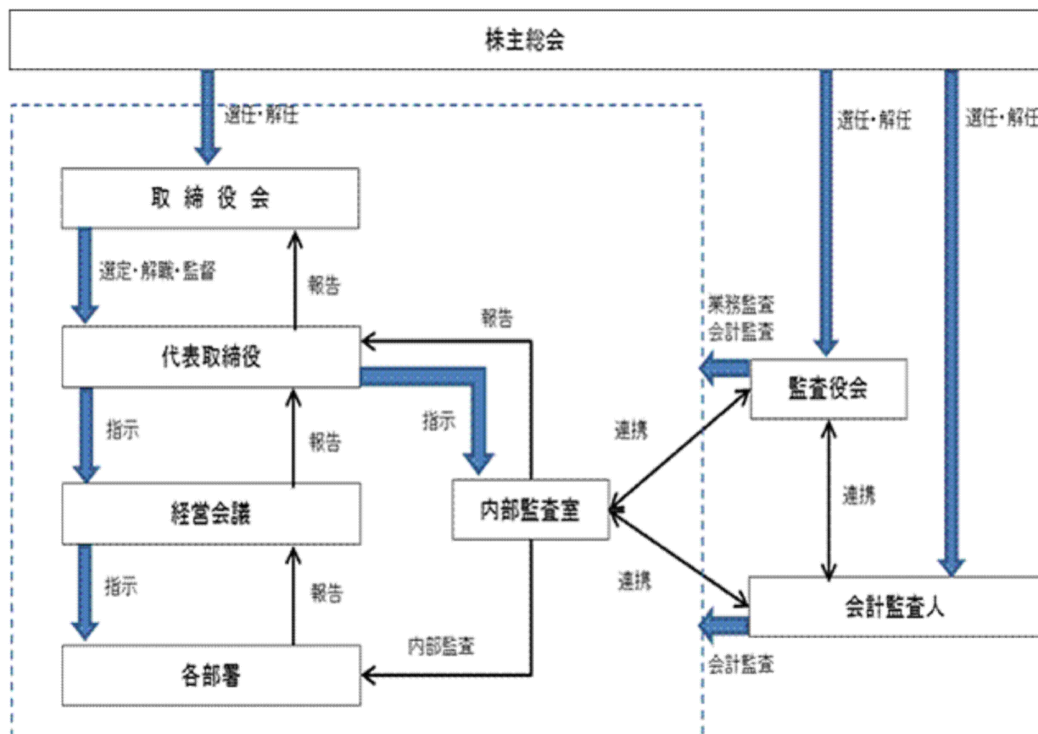 株主総会
選任・解任
選任・解任
選任・解任
取締役会
選定・解職・監督
報告
代表取締役
報告
業務監査
会計監査
監査役会
指示
報告
指示
連携
連携
経営会議
内部監査室
指示
報告
連携
会計監査人
内部監査
会計監査
各部署